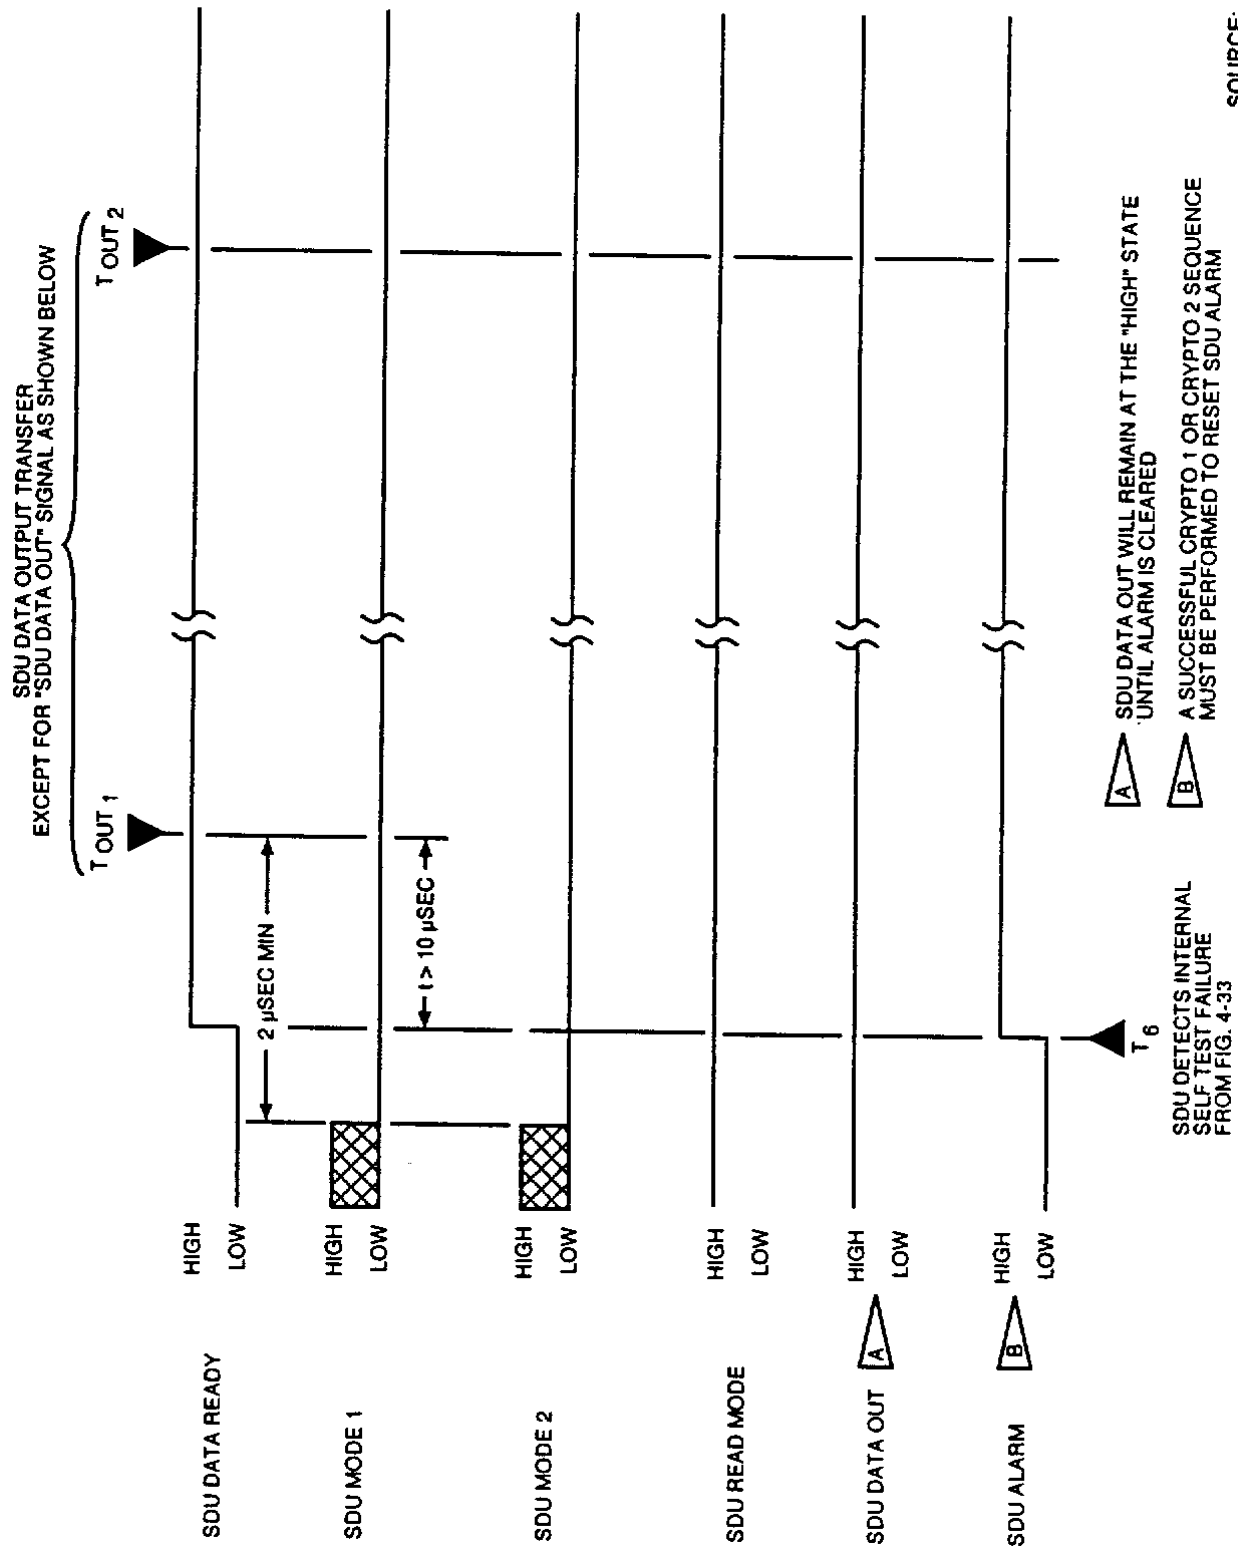 SDU DATA OUTPUT TRANSFER
EXCEPT FOR "SDU DATA OUT" SIGNAL AS SHOWN BELOW
TOUT 1
TOUT 2
SDU DATA READY
HIGH
LOW
2 µSEC MIN
SDU MODE 1
HIGH
LOW
t > 10 µSEC
SDU MODE 2
HIGH
LOW
SDU READ MODE
HIGH
LOW
SDU DATA OUT
A
HIGH
LOW
SDU ALARM
B
HIGH
LOW
T6
SDU DETECTS INTERNAL
SELF TEST FAILURE
FROM FIG. 4-33
A
SDU DATA OUT WILL REMAIN AT THE "HIGH" STATE
UNTIL ALARM IS CLEARED
B
A SUCCESSFUL CRYPTO 1 OR CRYPTO 2 SEQUENCE
MUST BE PERFORMED TO RESET SDU ALARM
SOURCE: